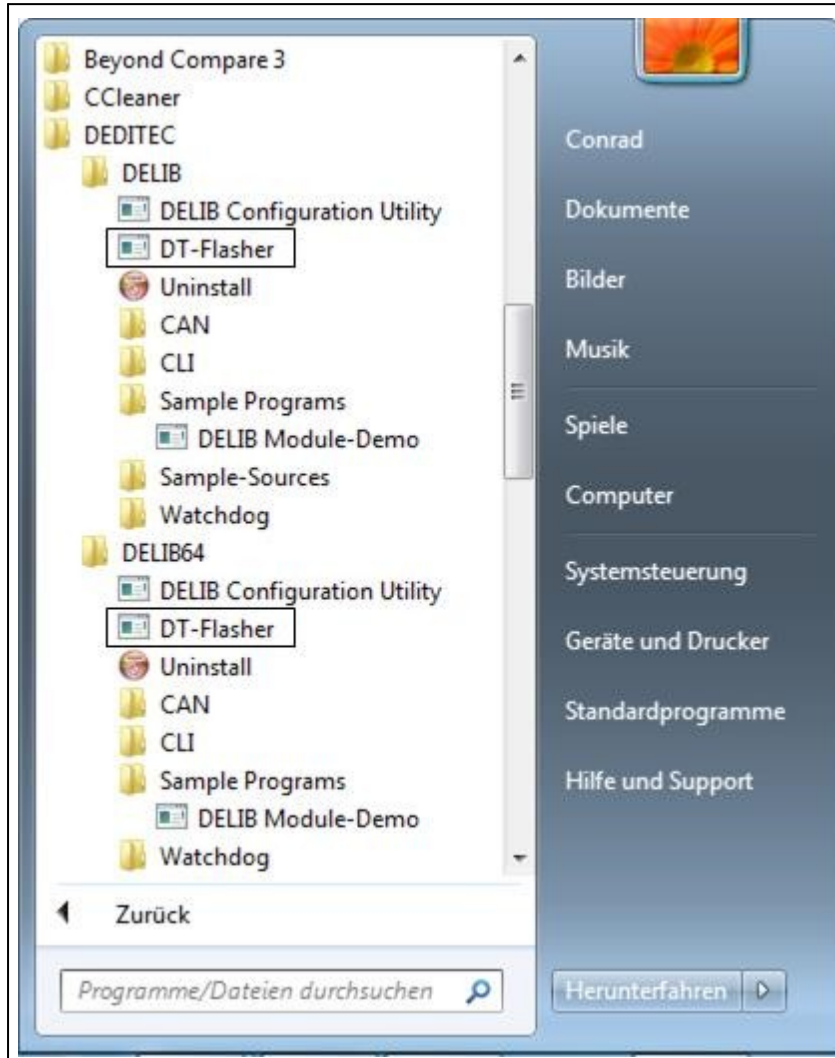 Beyond Compare 3
CCleaner
DEDITEC
DELIB
DELIB Configuration Utility
DT-Flasher
Uninstall
CAN
CLI
Sample Programs
DELIB Module-Demo
Sample-Sources
Watchdog
DELIB64
DELIB Configuration Utility
DT-Flasher
Uninstall
CAN
CLI
Sample Programs
DELIB Module-Demo
Watchdog
Zurück
Programme/Dateien durchsuchen
Conrad
Dokumente
Bilder
Musik
Spiele
Computer
Systemsteuerung
Geräte und Drucker
Standardprogramme
Hilfe und Support
Herunterfahren